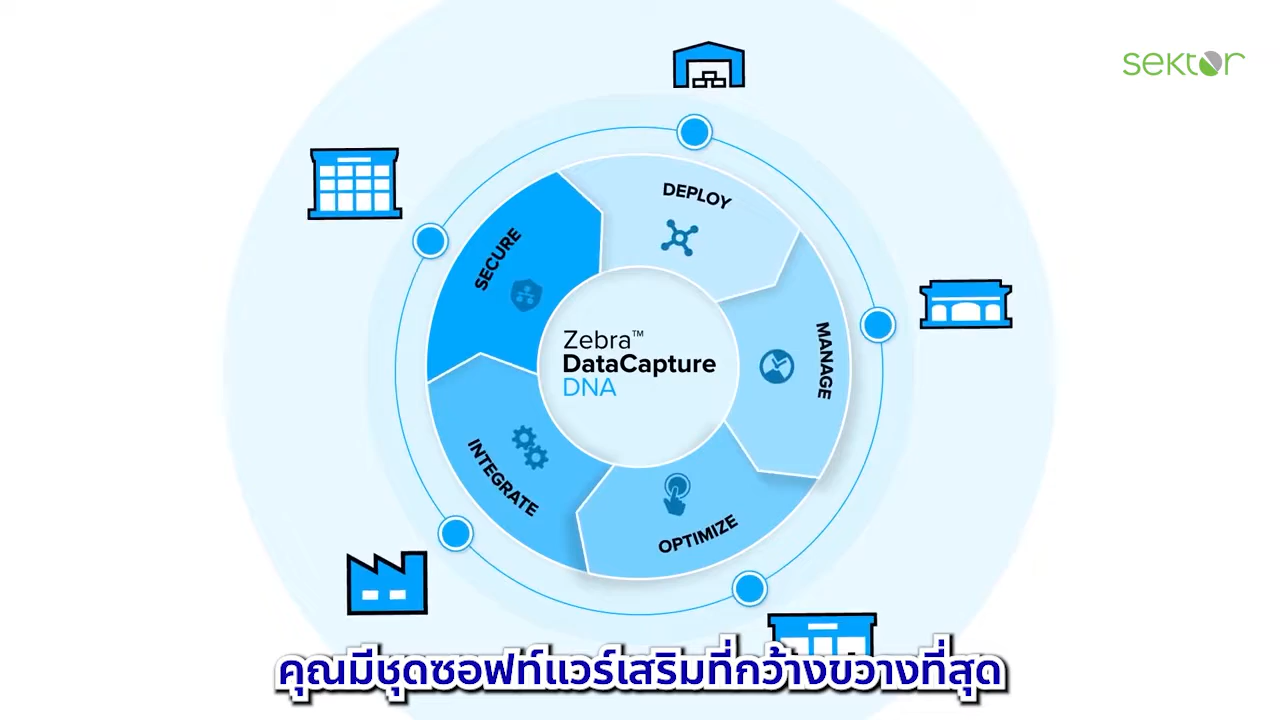 sektor
DEPLOY
SECURE
MANAGE
Zebra™
DataCapture
DNA
INTEGRATE
OPTIMIZE
คุณมีชุดซอฟท์แวร์เสริมที่กว้างขวางที่สุด